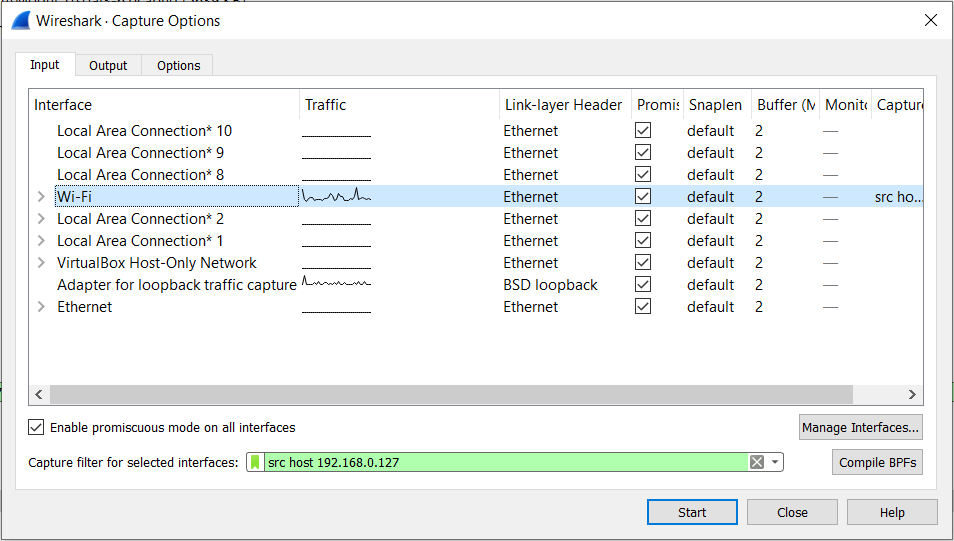 Wireshark · Capture Options
Input Output Options
Interface Traffic Link-layer Header Promis Snaplen Buffer (M Monito Capture
Local Area Connection* 10 Ethernet default 2 —
Local Area Connection* 9 Ethernet default 2 —
Local Area Connection* 8 Ethernet default 2 —
Wi-Fi Ethernet default 2 — src ho...
Local Area Connection* 2 Ethernet default 2 —
Local Area Connection* 1 Ethernet default 2 —
VirtualBox Host-Only Network Ethernet default 2 —
Adapter for loopback traffic capture BSD loopback default 2 —
Ethernet Ethernet default 2 —
Enable promiscuous mode on all interfaces Manage Interfaces...
Capture filter for selected interfaces: src host 192.168.0.127 Compile BPFs
Start Close Help